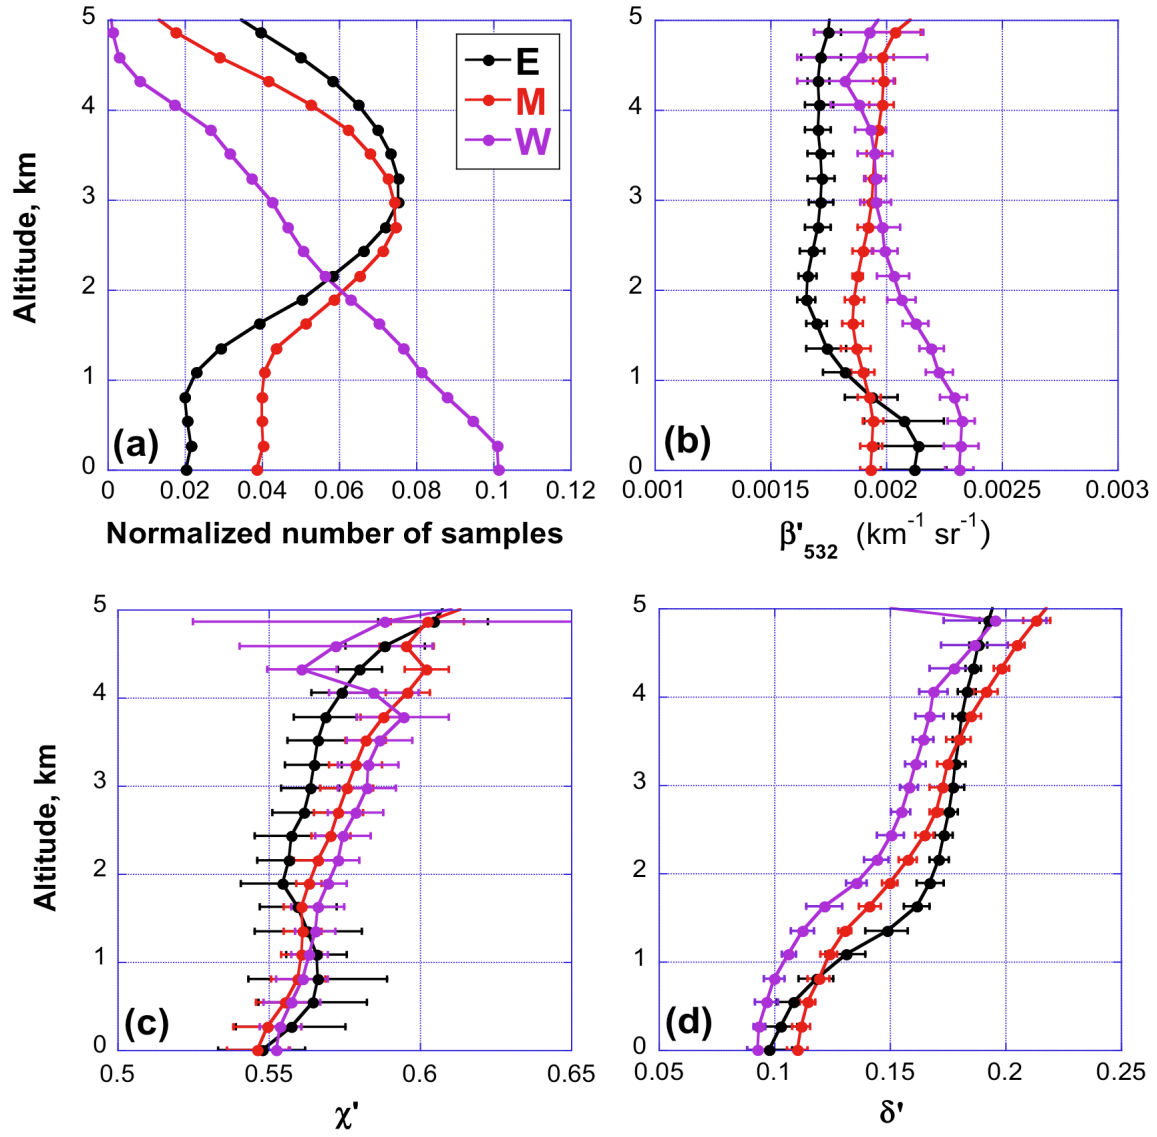 5
4
3
2
1
0
Altitude, km
E
M
W
(a)
0 0.02 0.04 0.06 0.08 0.1 0.12
Normalized number of samples
5
4
3
2
1
0
(b)
0.001 0.0015 0.002 0.0025 0.003
β'532 (km-1 sr-1)
5
4
3
2
1
0
Altitude, km
(c)
0.5 0.55 0.6 0.65
χ'
5
4
3
2
1
0
(d)
0.05 0.1 0.15 0.2 0.25
δ'